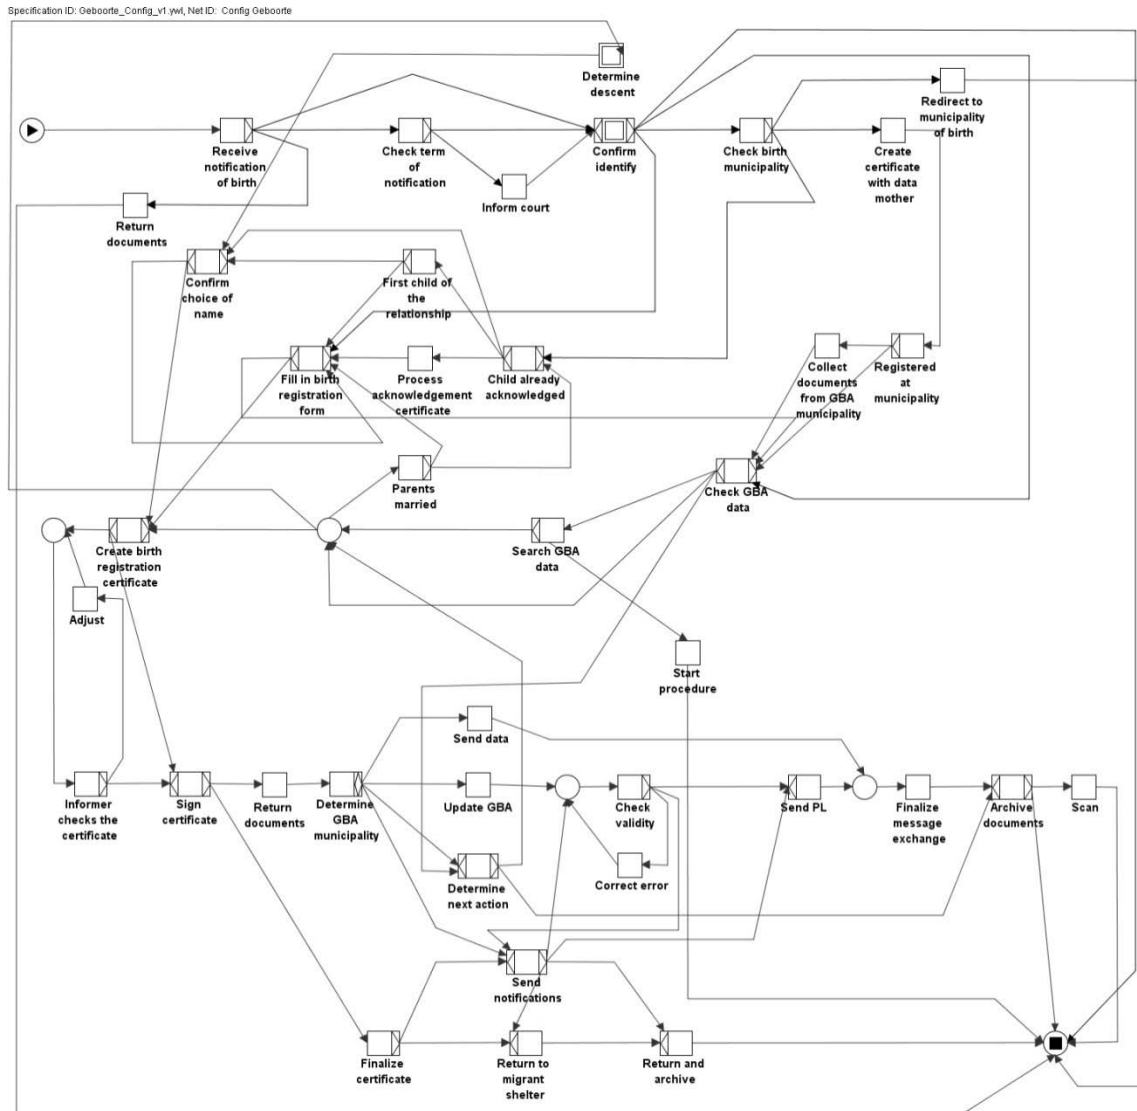 Specification ID: Geboorte_Config_v1.ywl, Net ID: Config Geboorte
Determine
descent
Redirect to
municipality
of birth
Receive
notification
of birth
Check term
of
notification
Confirm
identify
Check birth
municipality
Create
certificate
with data
mother
Inform court
Return
documents
Confirm
choice of
name
First child of
the
relationship
Fill in birth
registration
form
Process
acknowledgement
certificate
Child already
acknowledged
Collect
documents
from GBA
municipality
Registered
at
municipality
Parents
married
Check GBA
data
Create birth
registration
certificate
Search GBA
data
Adjust
Start
procedure
Send data
Informer
checks the
certificate
Sign
certificate
Return
documents
Determine
GBA
municipality
Update GBA
Check
validity
Send PL
Finalize
message
exchange
Archive
documents
Scan
Determine
next action
Correct error
Send
notifications
Finalize
certificate
Return to
migrant
shelter
Return and
archive